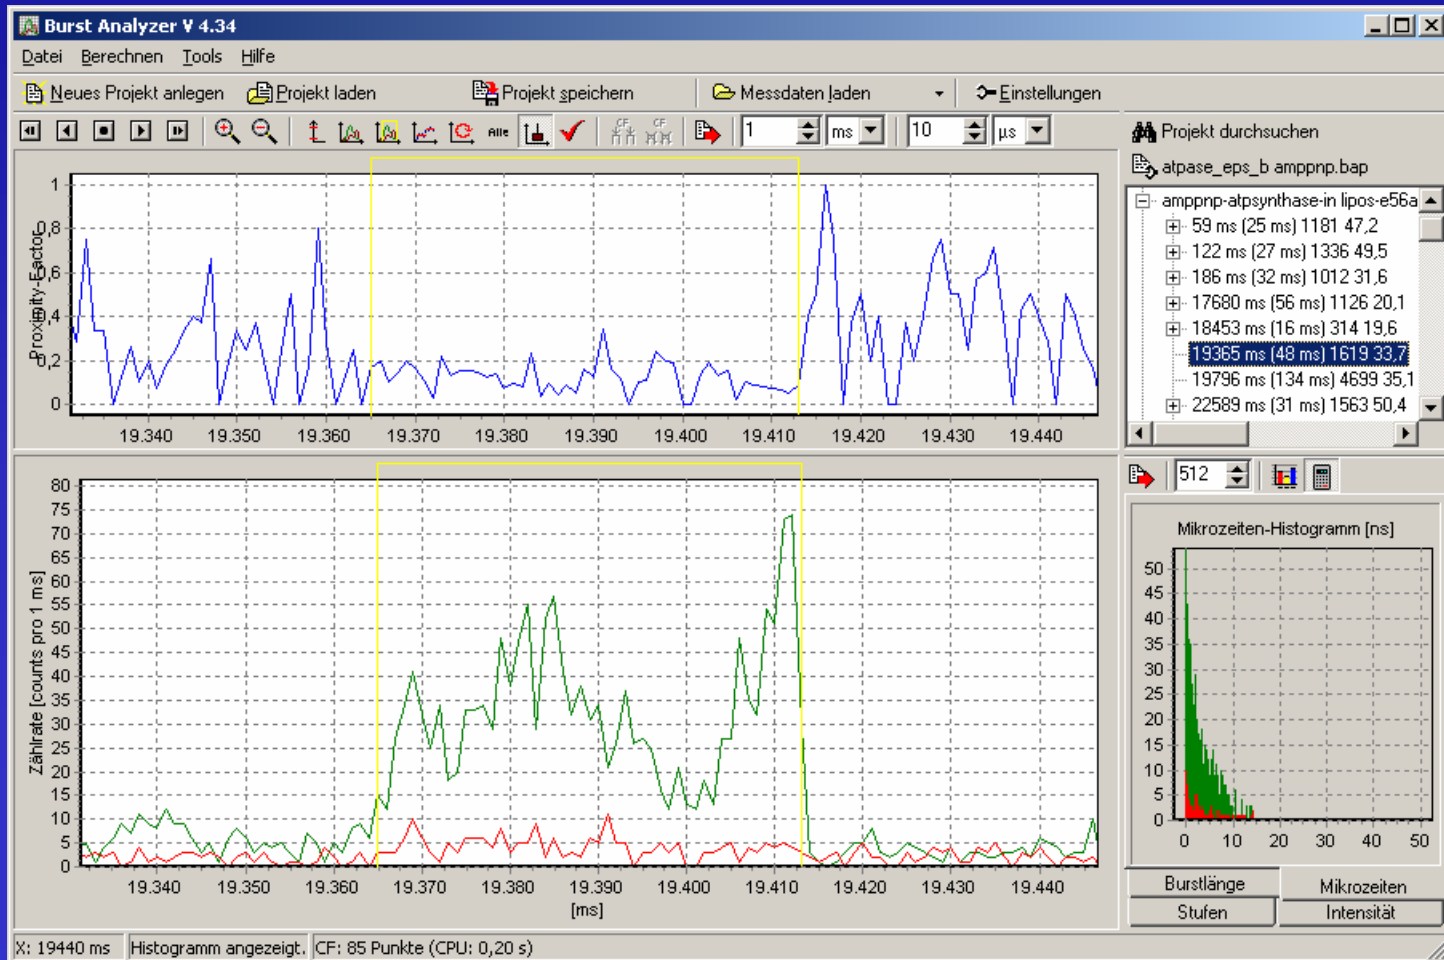 Burst Analyzer V 4.34
Datei Berechnen Tools Hilfe
Neues Projekt anlegen Projekt laden Projekt speichern Messdaten laden Einstellungen
Alle CF CF 1 ms 10 µs
Projekt durchsuchen
atpase_eps_b amppnp.bap
amppnp-atpsynthase-in lipos-e56a
59 ms (25 ms) 1181 47,2
122 ms (27 ms) 1336 49,5
186 ms (32 ms) 1012 31,6
17680 ms (56 ms) 1126 20,1
18453 ms (16 ms) 314 19,6
19365 ms (48 ms) 1619 33,7
19796 ms (134 ms) 4699 35,1
22589 ms (31 ms) 1563 50,4
Proximity-Factor
1
0,8
0,6
0,4
0,2
0
19.340 19.350 19.360 19.370 19.380 19.390 19.400 19.410 19.420 19.430 19.440
Zählrate [counts pro 1 ms]
80
75
70
65
60
55
50
45
40
35
30
25
20
15
10
5
0
19.340 19.350 19.360 19.370 19.380 19.390 19.400 19.410 19.420 19.430 19.440
[ms]
512
Mikrozeiten-Histogramm [ns]
50
45
40
35
30
25
20
15
10
5
0
0 10 20 30 40 50
Burstlänge Mikrozeiten
Stufen Intensität
X: 19440 ms Histogramm angezeigt. CF: 85 Punkte (CPU: 0,20 s)